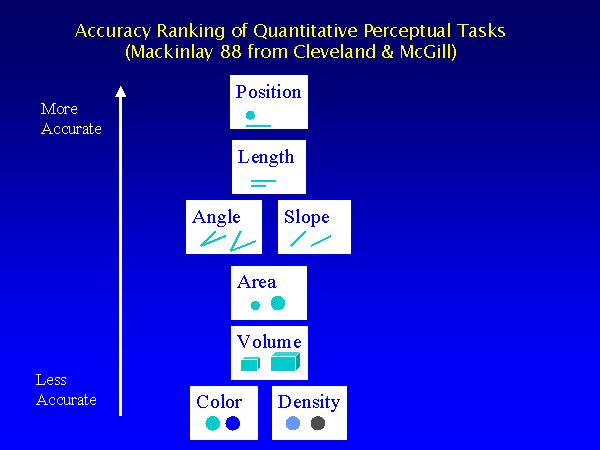 Accuracy Ranking of Quantitative Perceptual Tasks
(Mackinlay 88 from Cleveland & McGill)
More
Accurate
Position
Length
Angle
Slope
Area
Volume
Less
Accurate
Color
Density